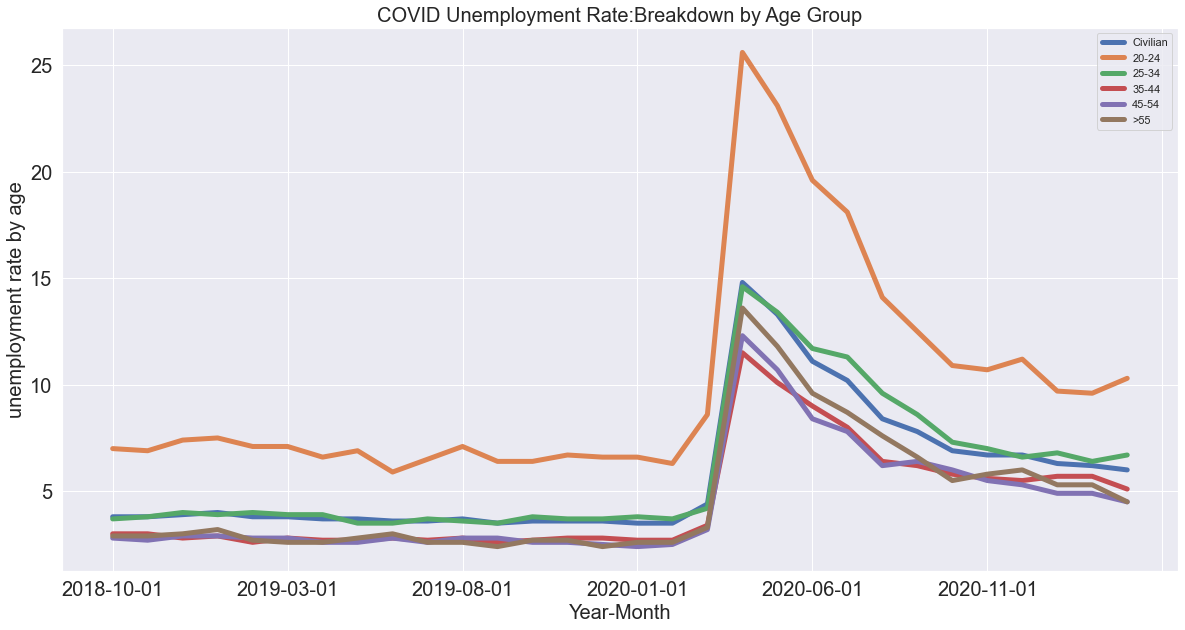 COVID Unemployment Rate:Breakdown by Age Group
Civilian
20-24
25-34
35-44
45-54
>55
unemployment rate by age
25
20
15
10
5
2018-10-01 2019-03-01 2019-08-01 2020-01-01 2020-06-01 2020-11-01
Year-Month